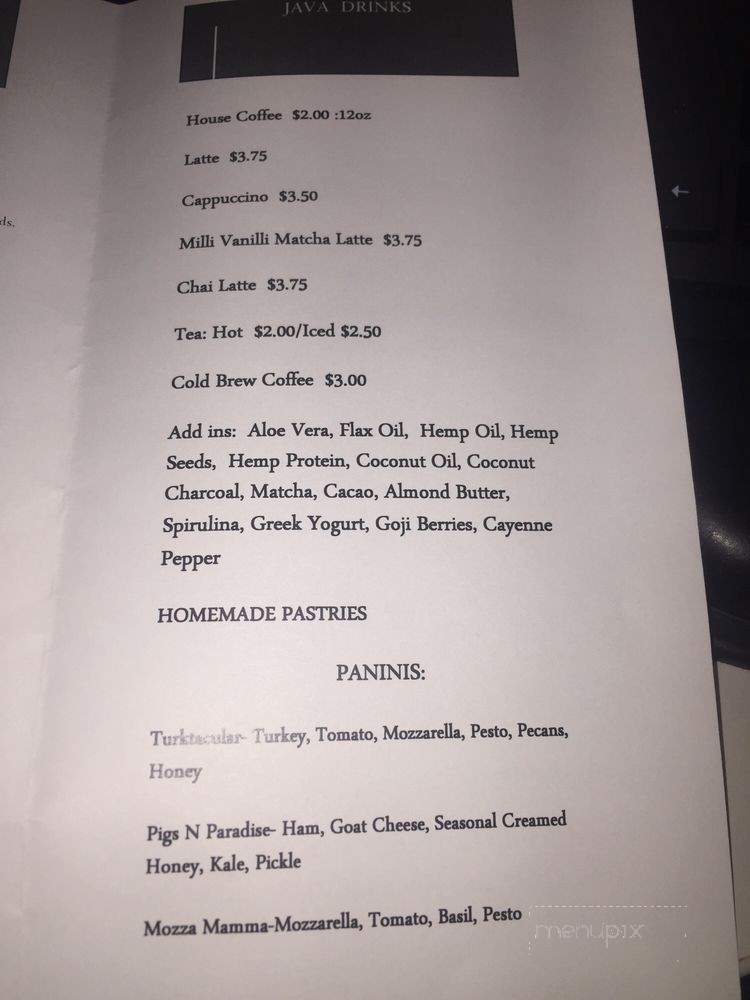 JAVA DRINKS
House Coffee $2.00 :12oz
Latte $3.75
Cappuccino $3.50
Milli Vanilli Matcha Latte $3.75
Chai Latte $3.75
Tea: Hot $2.00/Iced $2.50
Cold Brew Coffee $3.00
Add ins: Aloe Vera, Flax Oil, Hemp Oil, Hemp
Seeds, Hemp Protein, Coconut Oil, Coconut
Charcoal, Matcha, Cacao, Almond Butter,
Spirulina, Greek Yogurt, Goji Berries, Cayenne
Pepper
HOMEMADE PASTRIES
PANINIS:
Turktacular- Turkey, Tomato, Mozzarella, Pesto, Pecans,
Honey
Pigs N Paradise- Ham, Goat Cheese, Seasonal Creamed
Honey, Kale, Pickle
Mozza Mamma-Mozzarella, Tomato, Basil, Pesto
menupix